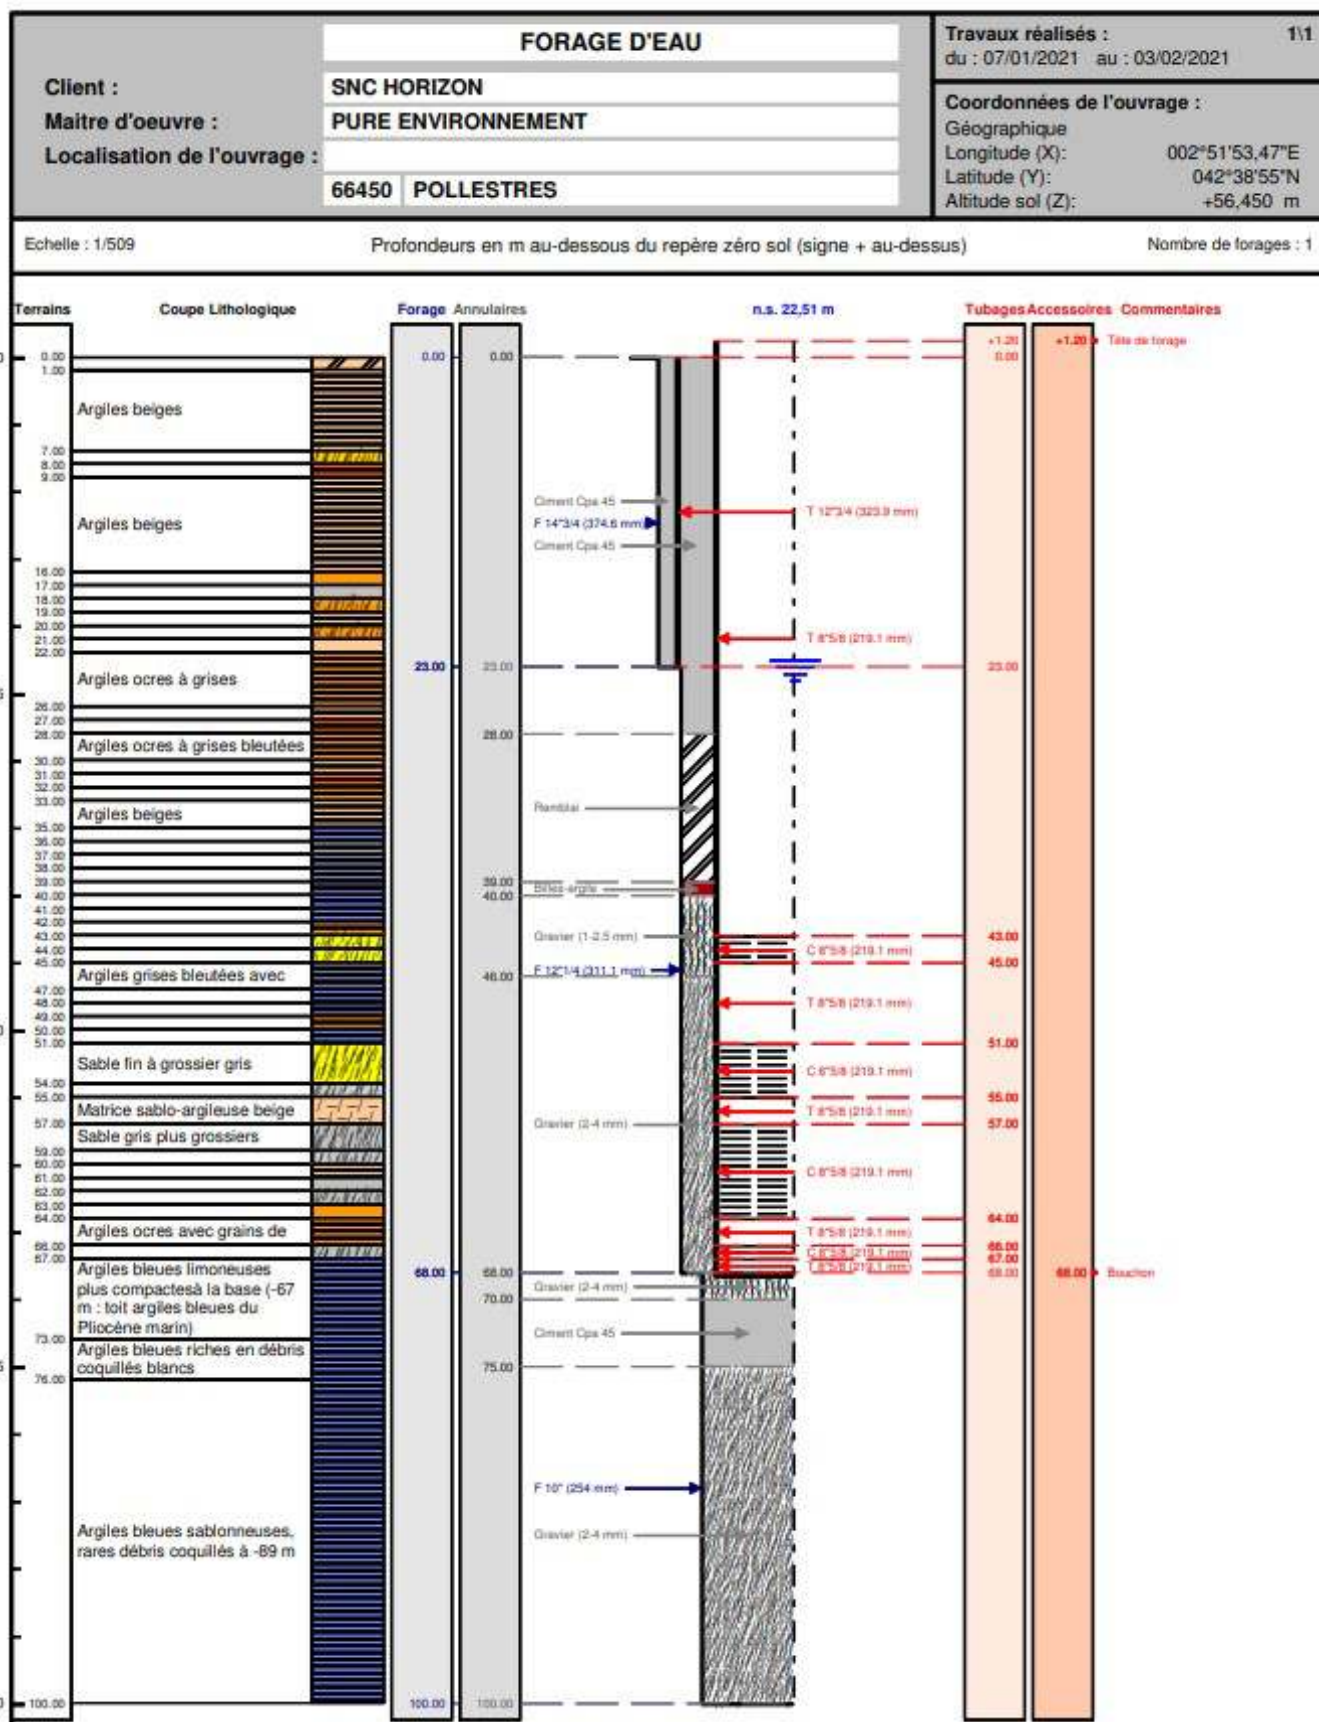 FORAGE D'EAU
Client :
SNC HORIZON
Maitre d'oeuvre :
PURE ENVIRONNEMENT
Localisation de l'ouvrage :
66450 POLLESTRES
Travaux réalisés : 1\1
du : 07/01/2021 au : 03/02/2021
Coordonnées de l'ouvrage :
Géographique
Longitude (X): 002°51'53,47"E
Latitude (Y): 042°38'55"N
Altitude sol (Z): +56,450 m
Echelle : 1/509
Profondeurs en m au-dessous du repère zéro sol (signe + au-dessus)
Nombre de forages : 1
Terrains
Coupe Lithologique
Forage
Annulaires
n.s. 22,51 m
Tubages
Accessoires
Commentaires
0.00
1.00
Argiles beiges
7.00
8.00
9.00
Argiles beiges
16.00
17.00
18.00
19.00
20.00
21.00
22.00
Argiles ocres à grises
26.00
27.00
28.00
Argiles ocres à grises bleutées
30.00
31.00
32.00
33.00
Argiles beiges
35.00
36.00
37.00
38.00
39.00
40.00
41.00
42.00
43.00
44.00
45.00
Argiles grises bleutées avec
47.00
48.00
49.00
50.00
51.00
Sable fin à grossier gris
54.00
55.00
Matrice sablo-argileuse beige
57.00
Sable gris plus grossiers
59.00
60.00
61.00
62.00
63.00
64.00
Argiles ocres avec grains de
66.00
67.00
Argiles bleues limoneuses
plus compactesà la base (-67
m : toit argiles bleues du
Pliocène marin)
73.00
Argiles bleues riches en débris
coquillés blancs
76.00
Argiles bleues sablonneuses,
rares débris coquillés à -89 m
100.00
0.00
23.00
68.00
100.00
0.00
23.00
28.00
39.00
40.00
46.00
68.00
70.00
75.00
100.00
Ciment Cpa 45
F 14"3/4 (374.6 mm)
Ciment Cpa 45
Remblai
Billes argile
Gravier (1-2.5 mm)
F 12"1/4 (311.1 mm)
Gravier (2-4 mm)
Gravier (2-4 mm)
Ciment Cpa 45
F 10" (254 mm)
Gravier (2-4 mm)
T 12"3/4 (323.9 mm)
T 8"5/8 (219.1 mm)
C 8"5/8 (219.1 mm)
T 8"5/8 (219.1 mm)
C 8"5/8 (219.1 mm)
T 8"5/8 (219.1 mm)
C 8"5/8 (219.1 mm)
T 8"5/8 (219.1 mm)
C 8"5/8 (219.1 mm)
T 8"5/8 (219.1 mm)
+1.20
0.00
23.00
43.00
45.00
51.00
55.00
57.00
64.00
66.00
67.00
68.00
+1.20 Tête de forage
68.00 Bouchon